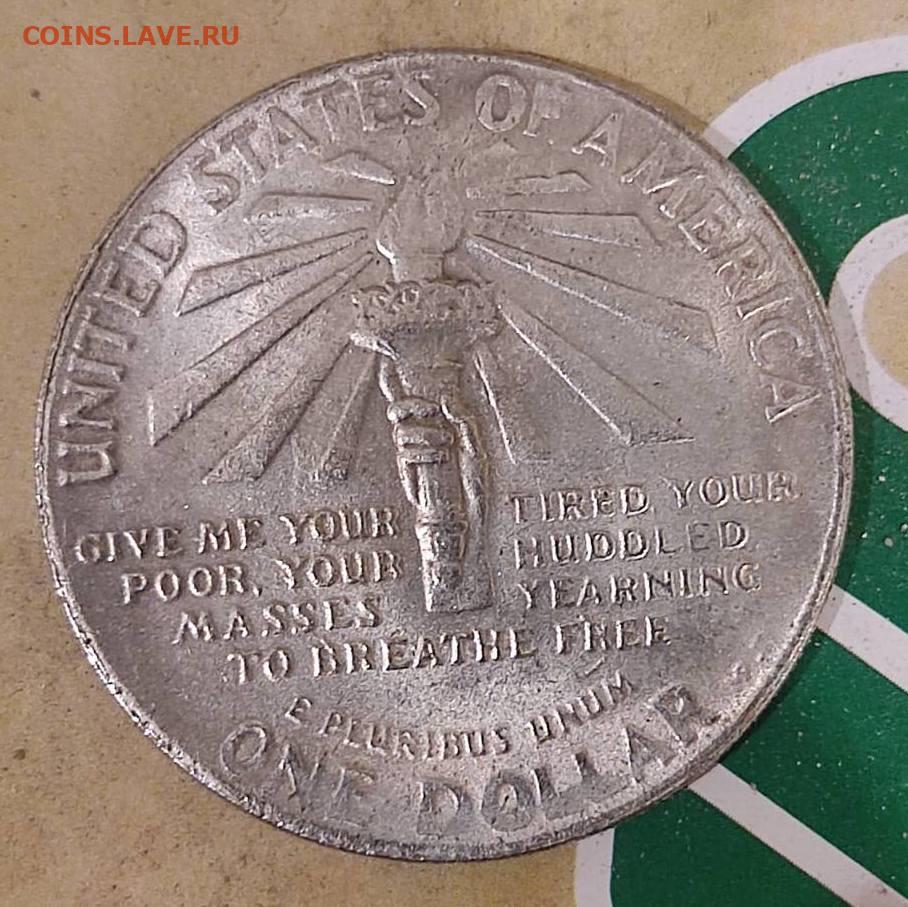 COINS.LAVE.RU
UNITED STATES OF AMERICA
GIVE ME YOUR TIRED YOUR
POOR, YOUR HUDDLED
MASSES YEARNING
TO BREATHE FREE
E PLURIBUS UNUM
ONE DOLLAR